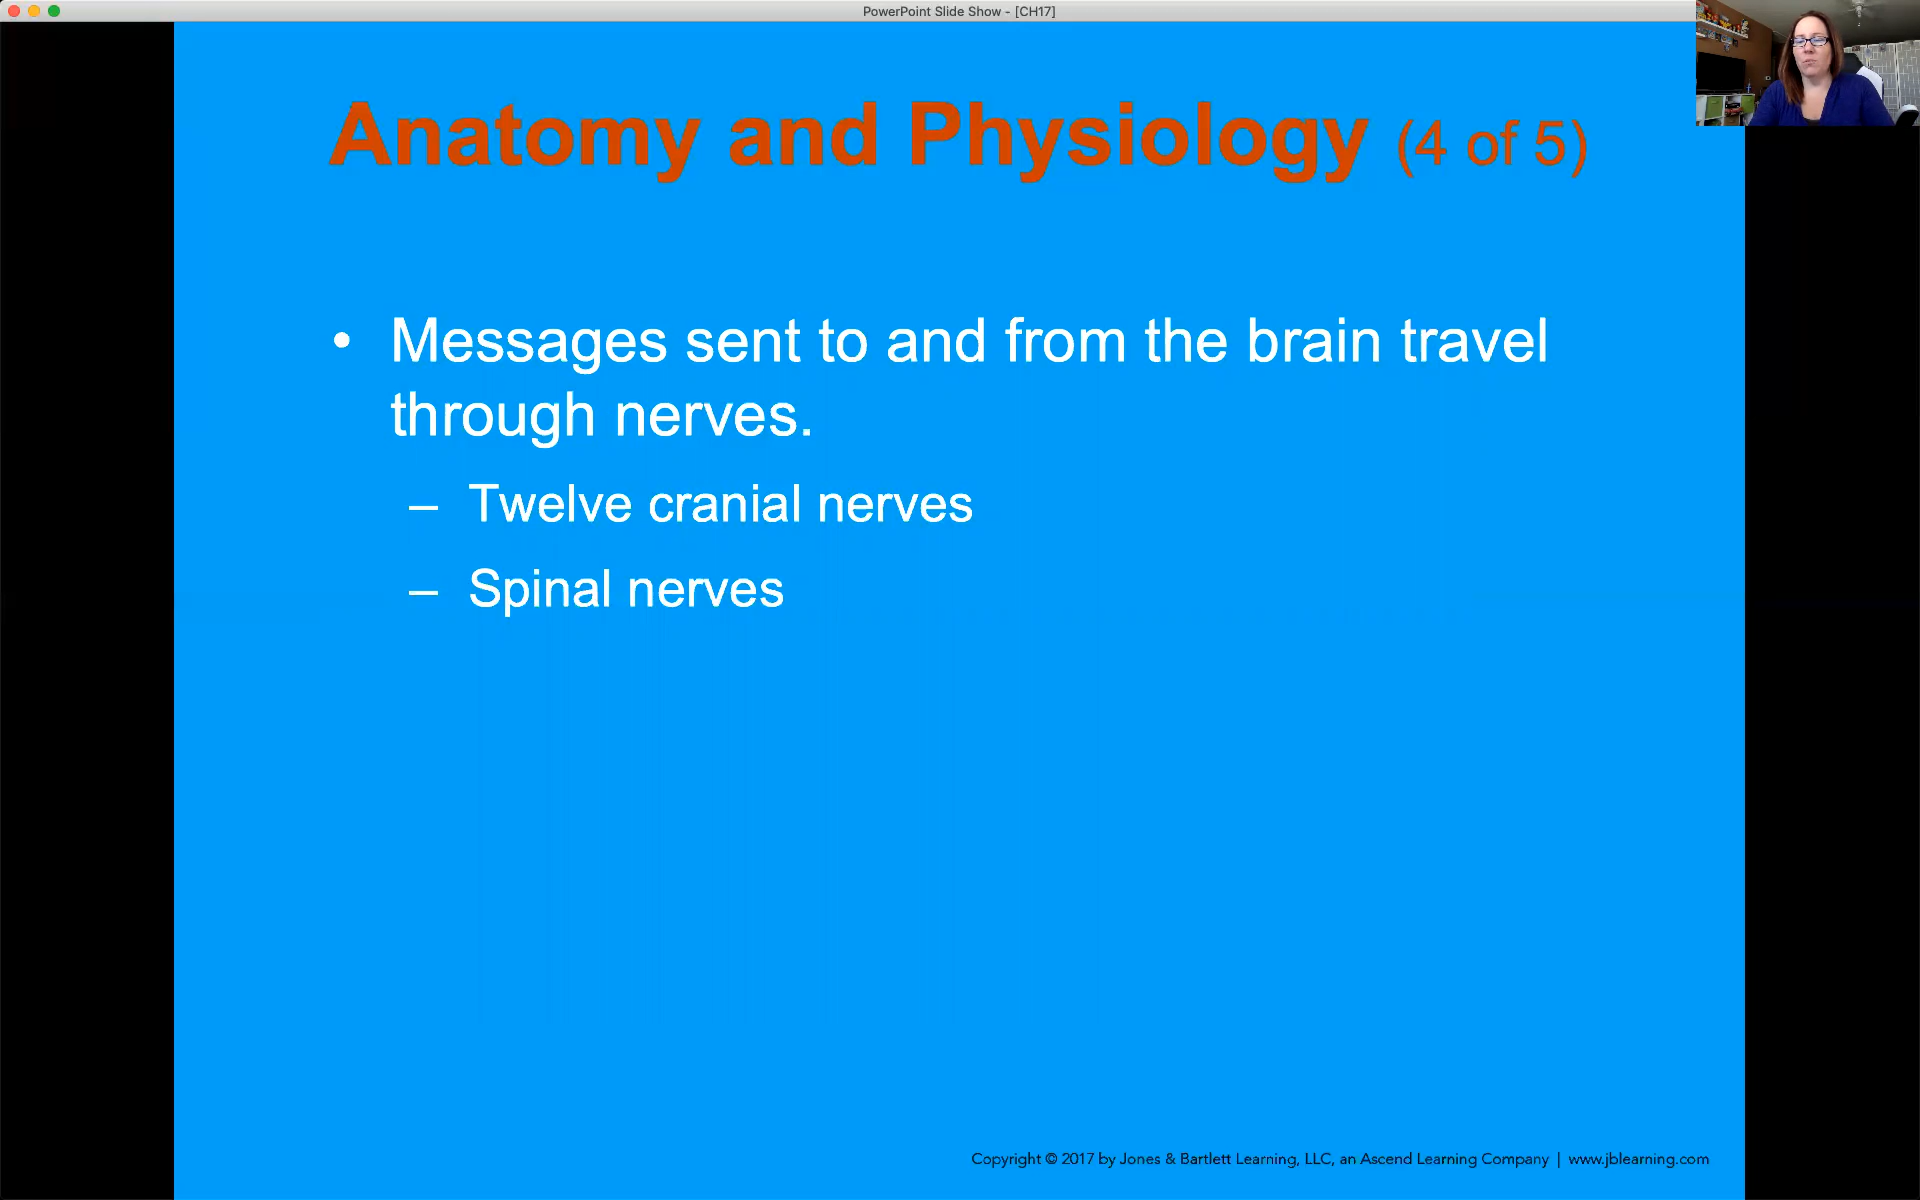 PowerPoint Slide Show - [CH17]
Anatomy and Physiology (4 of 5)
• Messages sent to and from the brain travel
through nerves.
– Twelve cranial nerves
– Spinal nerves
Copyright © 2017 by Jones & Bartlett Learning, LLC, an Ascend Learning Company | www.jblearning.com